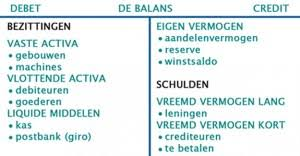 DEBET DE BALANS CREDIT
BEZITTINGEN
VASTE ACTIVA
• gebouwen
• machines
VLOTTENDE ACTIVA
• debiteuren
• goederen
LIQUIDE MIDDELEN
• kas
• postbank (giro)
EIGEN VERMOGEN
• aandelenvermogen
• reserve
• winstsaldo
SCHULDEN
VREEMD VERMOGEN LANG
• leningen
VREEMD VERMOGEN KORT
• crediteuren
• te betalen